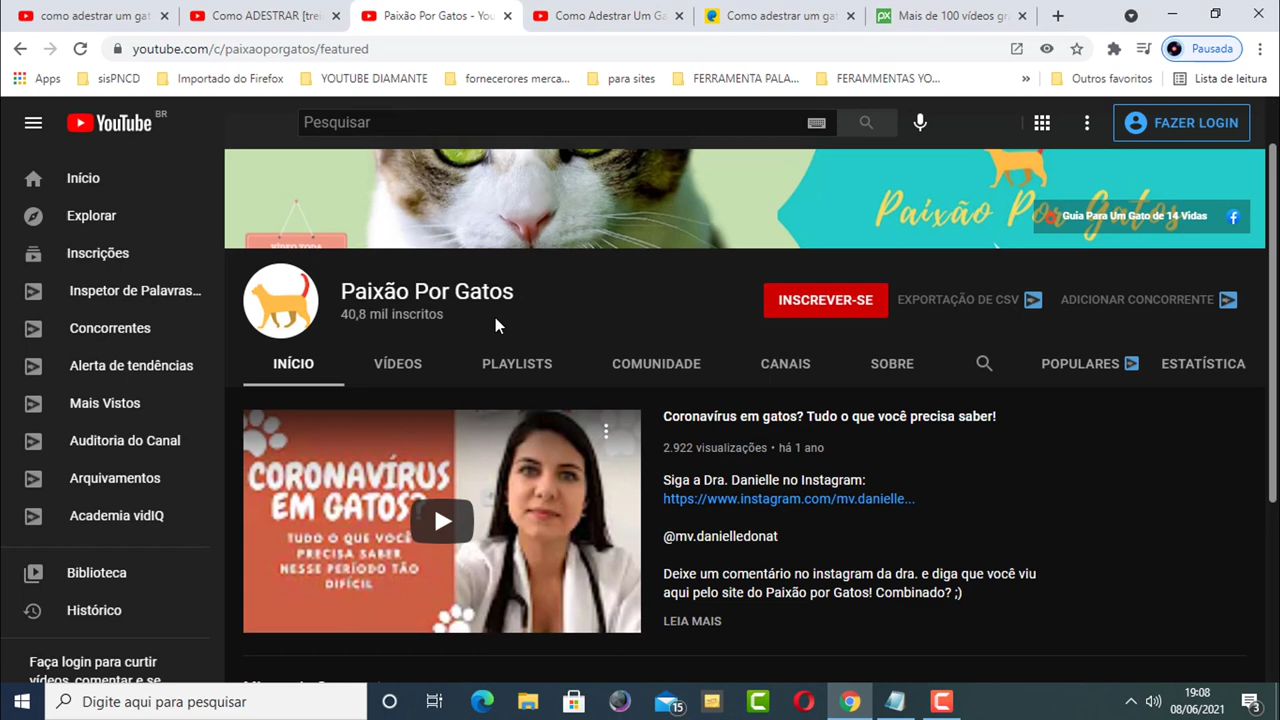 como adestrar um gat
Como ADESTRAR [trei
Paixão Por Gatos - You
Como Adestrar Um Ga
Como adestrar um gat
Mais de 100 vídeos gr
youtube.com/c/paixaoporgatos/featured
Pausada
Apps
sisPNCD
Importado do Firefox
YOUTUBE DIAMANTE
fornecerores merca...
para sites
FERRAMENTA PALA...
FERAMMENTAS YO...
»
Outros favoritos
Lista de leitura
YouTube BR
Pesquisar
FAZER LOGIN
Início
Explorar
Inscrições
Inspetor de Palavras...
Concorrentes
Alerta de tendências
Mais Vistos
Auditoria do Canal
Arquivamentos
Academia vidIQ
Biblioteca
Histórico
Faça login para curtir
vídeos, comentar e se
Paixão Por Gatos
Guia Para Um Gato de 14 Vidas
Paixão Por Gatos
40,8 mil inscritos
INSCREVER-SE
EXPORTAÇÃO DE CSV
ADICIONAR CONCORRENTE
INÍCIO
VÍDEOS
PLAYLISTS
COMUNIDADE
CANAIS
SOBRE
POPULARES
ESTATÍSTICA
CORONAVÍRUS
EM GATOS?
TUDO O QUE VOCÊ
PRECISA SABER
NESSE PERÍODO TÃO
DIFÍCIL
Coronavírus em gatos? Tudo o que você precisa saber!
2.922 visualizações • há 1 ano
Siga a Dra. Danielle no Instagram:
https://www.instagram.com/mv.danielle...
@mv.danielledonat
Deixe um comentário no instagram da dra. e diga que você viu
aqui pelo site do Paixão por Gatos! Combinado? ;)
LEIA MAIS
Digite aqui para pesquisar
15
19:08
08/06/2021
3